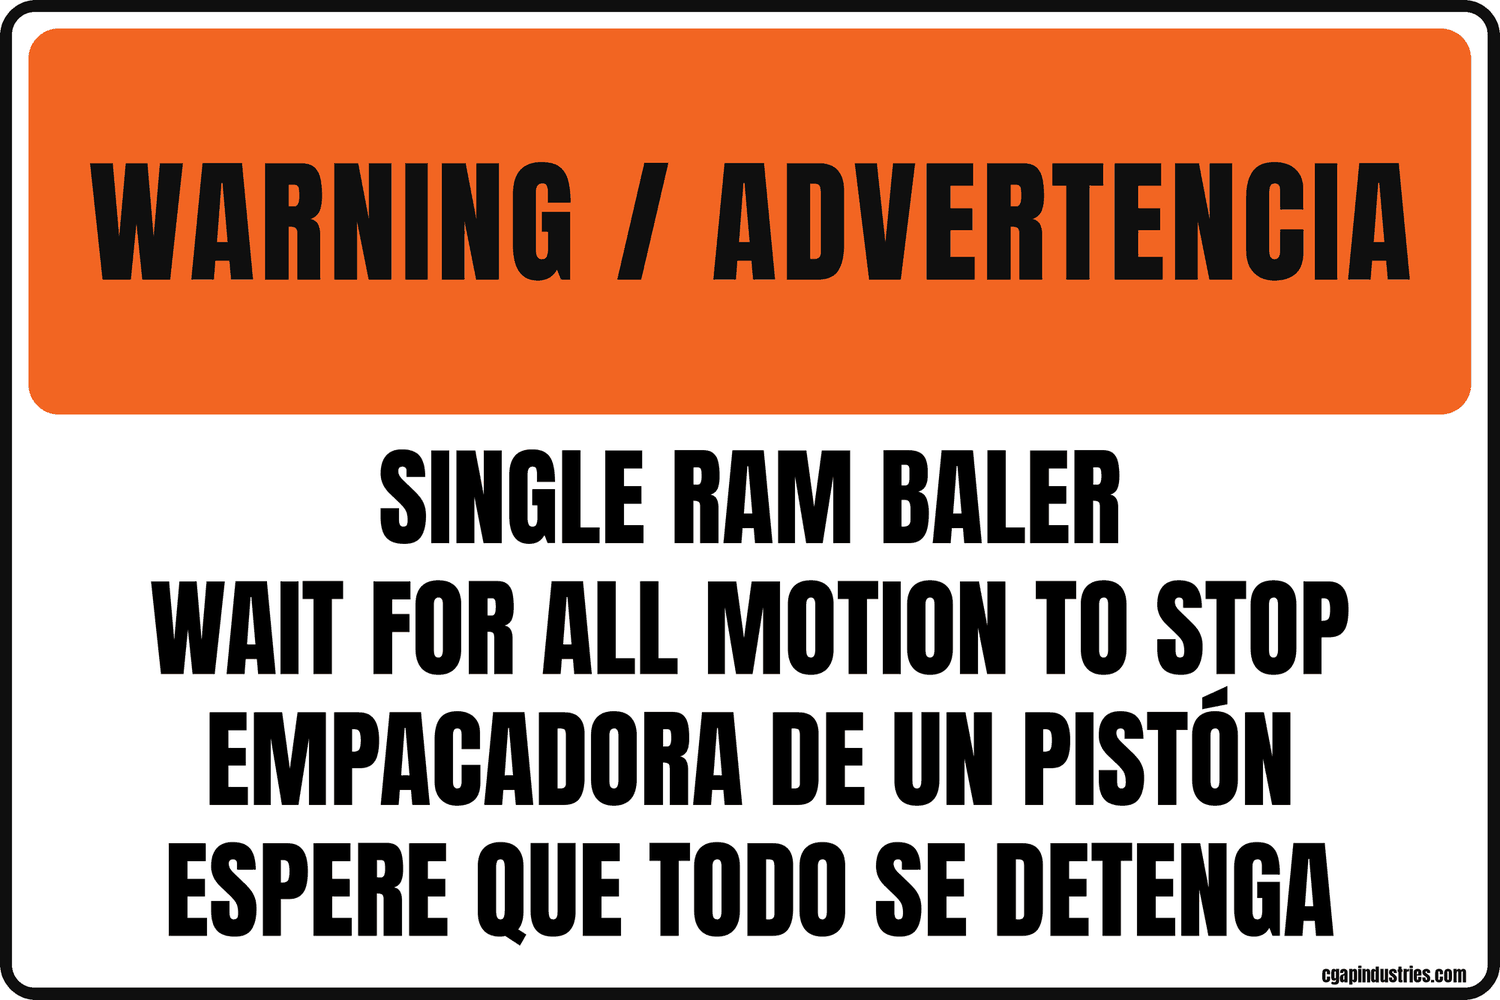 WARNING / ADVERTENCIA
SINGLE RAM BALER
WAIT FOR ALL MOTION TO STOP
EMPACADORA DE UN PISTÓN
ESPERE QUE TODO SE DETENGA
cgapindustries.com